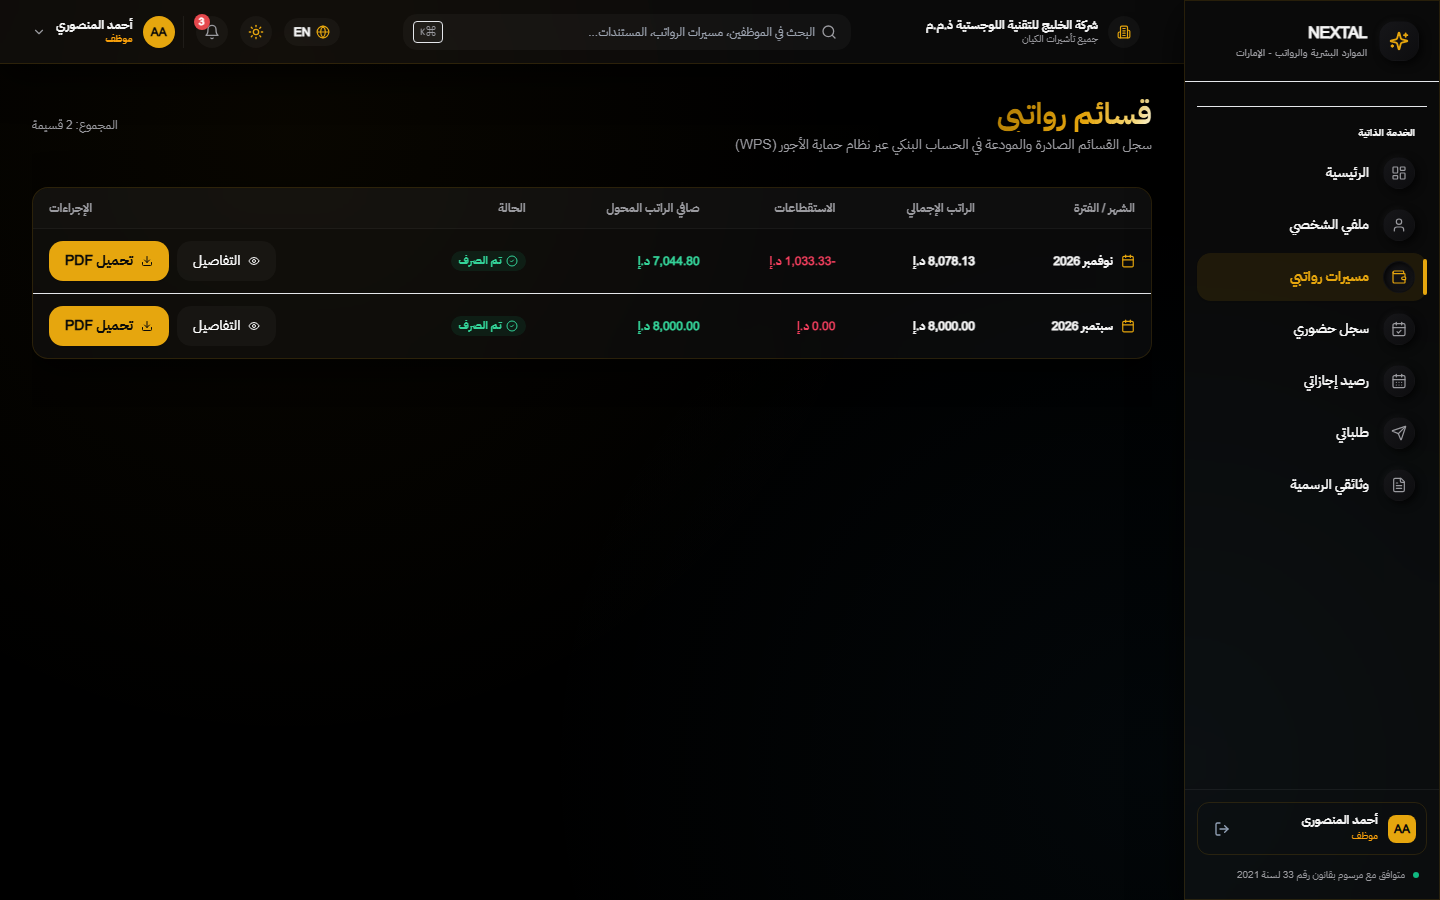 NEXTAL
الموارد البشرية والرواتب - الإمارات
شركة الخليج للتقنية اللوجستية ذ.م.م
جميع تأشيرات الكيان
البحث في الموظفين، مسيرات الرواتب، المستندات...
⌘K
EN
3
AA
أحمد المنصوري
موظف
الخدمة الذاتية
الرئيسية
ملفي الشخصي
مسيرات رواتبي
سجل حضوري
رصيد إجازاتي
طلباتي
وثائقي الرسمية
قسائم رواتبي
سجل القسائم الصادرة والمودعة في الحساب البنكي عبر نظام حماية الأجور (WPS)
المجموع: 2 قسيمة
الشهر / الفترة الراتب الإجمالي الاستقطاعات صافي الراتب المحول الحالة الإجراءات
نوفمبر 2026 8,078.13 د.إ -1,033.33 د.إ 7,044.80 د.إ تم الصرف التفاصيل تحميل PDF
سبتمبر 2026 8,000.00 د.إ 0.00 د.إ 8,000.00 د.إ تم الصرف التفاصيل تحميل PDF
AA
أحمد المنصوري
موظف
متوافق مع مرسوم بقانون رقم 33 لسنة 2021